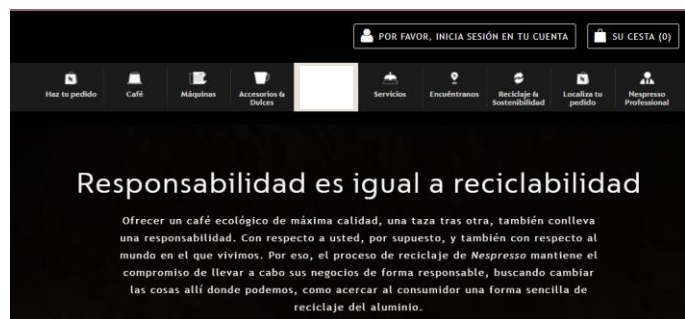 POR FAVOR, INICIA SESIÓN EN TU CUENTA
SU CESTA (0)
Haz tu pedido
Café
Máquinas
Accesorios &
Dulces
Servicios
Encuéntranos
Reciclaje &
Sostenibilidad
Localiza tu
pedido
Nespresso
Professional
Responsabilidad es igual a reciclabilidad
Ofrecer un café ecológico de máxima calidad, una taza tras otra, también conlleva
una responsabilidad. Con respecto a usted, por supuesto, y también con respecto al
mundo en el que vivimos. Por eso, el proceso de reciclaje de Nespresso mantiene el
compromiso de llevar a cabo sus negocios de forma responsable, buscando cambiar
las cosas allí donde podemos, como acercar al consumidor una forma sencilla de
reciclaje del aluminio.